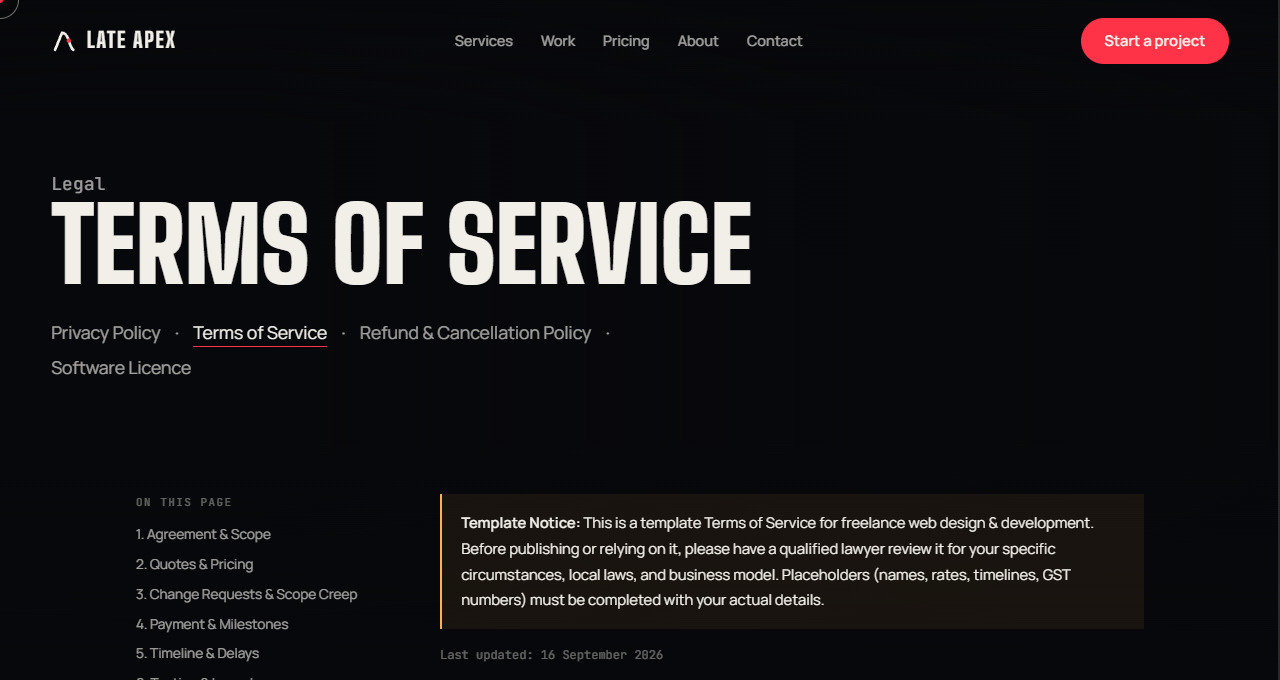 LATE APEX
Services Work Pricing About Contact
Start a project
Legal
TERMS OF SERVICE
Privacy Policy · Terms of Service · Refund & Cancellation Policy ·
Software Licence
ON THIS PAGE
1. Agreement & Scope
2. Quotes & Pricing
3. Change Requests & Scope Creep
4. Payment & Milestones
5. Timeline & Delays
Template Notice: This is a template Terms of Service for freelance web design & development.
Before publishing or relying on it, please have a qualified lawyer review it for your specific
circumstances, local laws, and business model. Placeholders (names, rates, timelines, GST
numbers) must be completed with your actual details.
Last updated: 16 September 2026